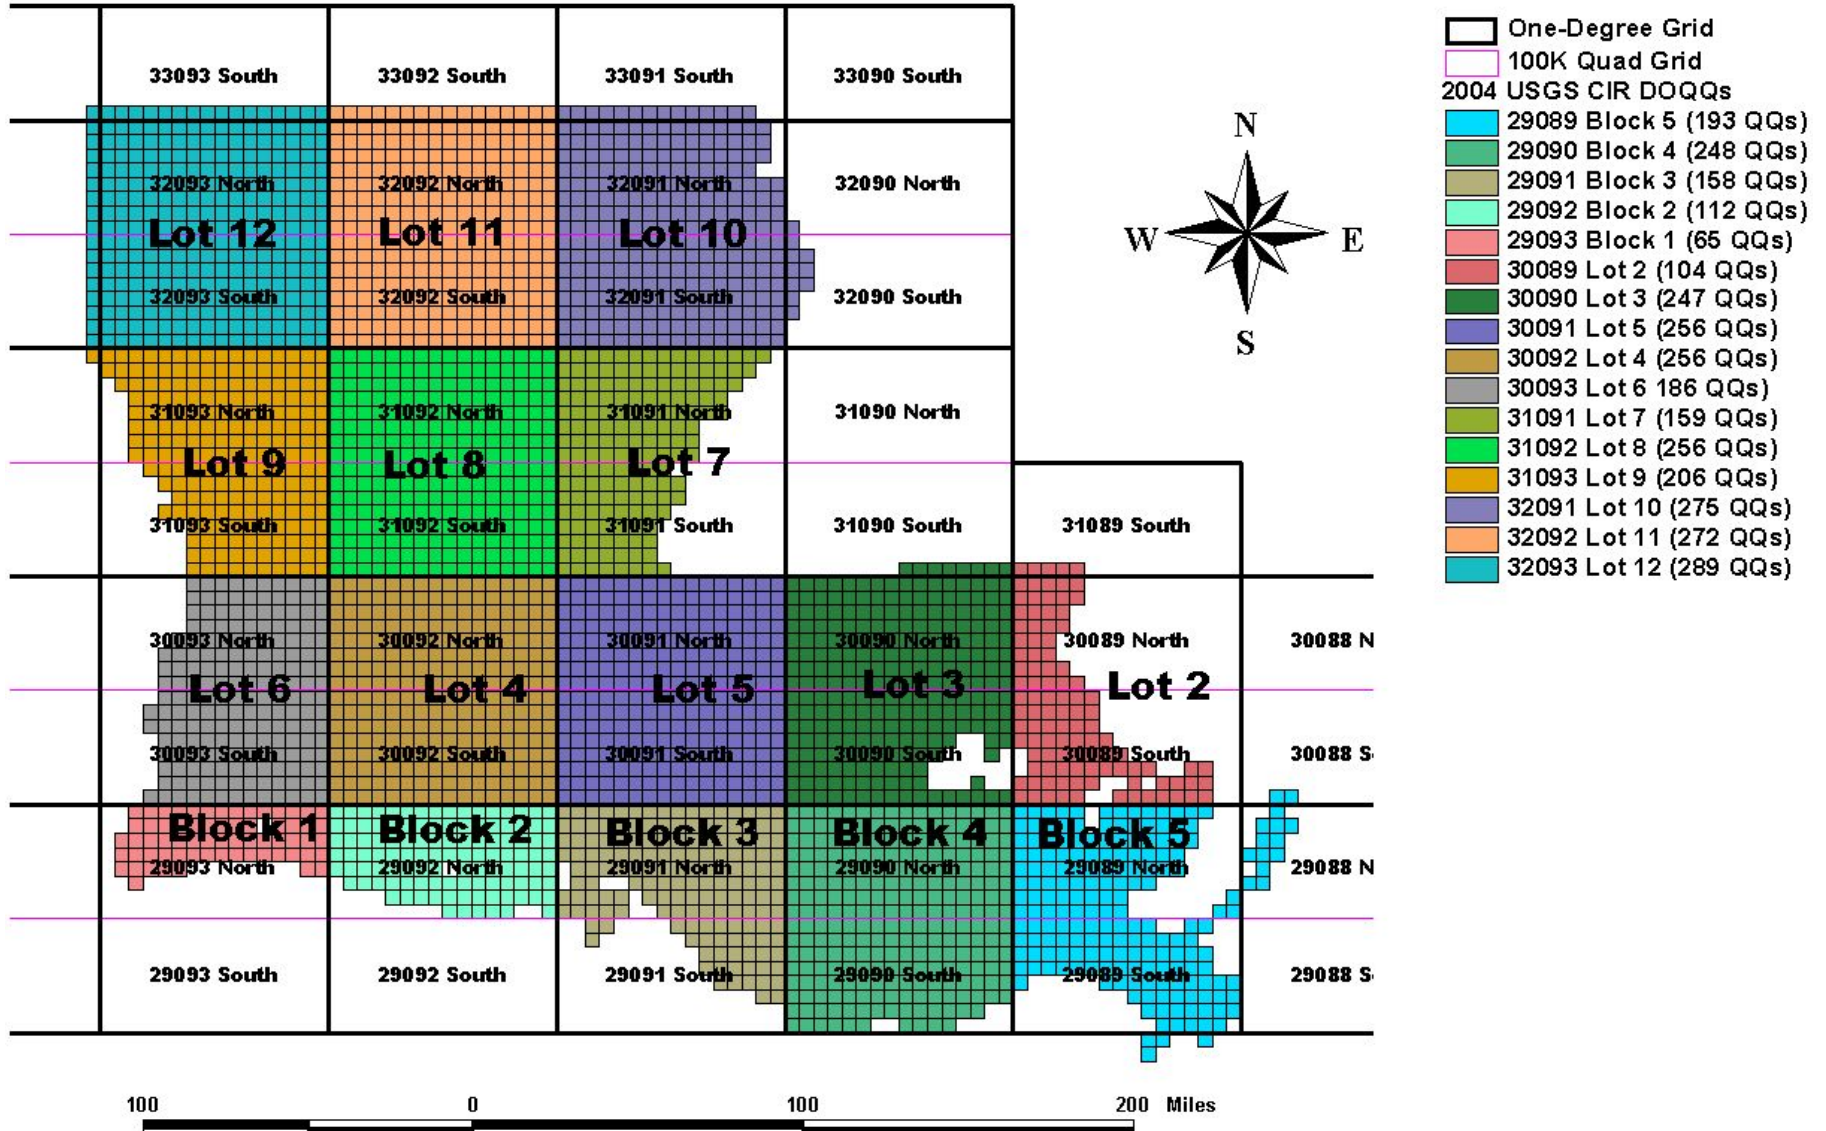 33093 South 33092 South 33091 South 33090 South
32093 North 32092 North 32091 North 32090 North
Lot 12 Lot 11 Lot 10
32093 South 32092 South 32091 South 32090 South
31093 North 31092 North 31091 North 31090 North
Lot 9 Lot 8 Lot 7
31093 South 31092 South 31091 South 31090 South 31089 South
30093 North 30092 North 30091 North 30090 North 30089 North 30088 N
Lot 6 Lot 4 Lot 5 Lot 3 Lot 2
30093 South 30092 South 30091 South 30090 South 30089 South 30088 S
Block 1 Block 2 Block 3 Block 4 Block 5
29093 North 29092 North 29091 North 29090 North 29089 North 29088 N
29093 South 29092 South 29091 South 29090 South 29089 South 29088 S
100 0 100 200 Miles
N
W E
S
One-Degree Grid
100K Quad Grid
2004 USGS CIR DOQQs
29089 Block 5 (193 QQs)
29090 Block 4 (248 QQs)
29091 Block 3 (158 QQs)
29092 Block 2 (112 QQs)
29093 Block 1 (65 QQs)
30089 Lot 2 (104 QQs)
30090 Lot 3 (247 QQs)
30091 Lot 5 (256 QQs)
30092 Lot 4 (256 QQs)
30093 Lot 6 186 QQs)
31091 Lot 7 (159 QQs)
31092 Lot 8 (256 QQs)
31093 Lot 9 (206 QQs)
32091 Lot 10 (275 QQs)
32092 Lot 11 (272 QQs)
32093 Lot 12 (289 QQs)